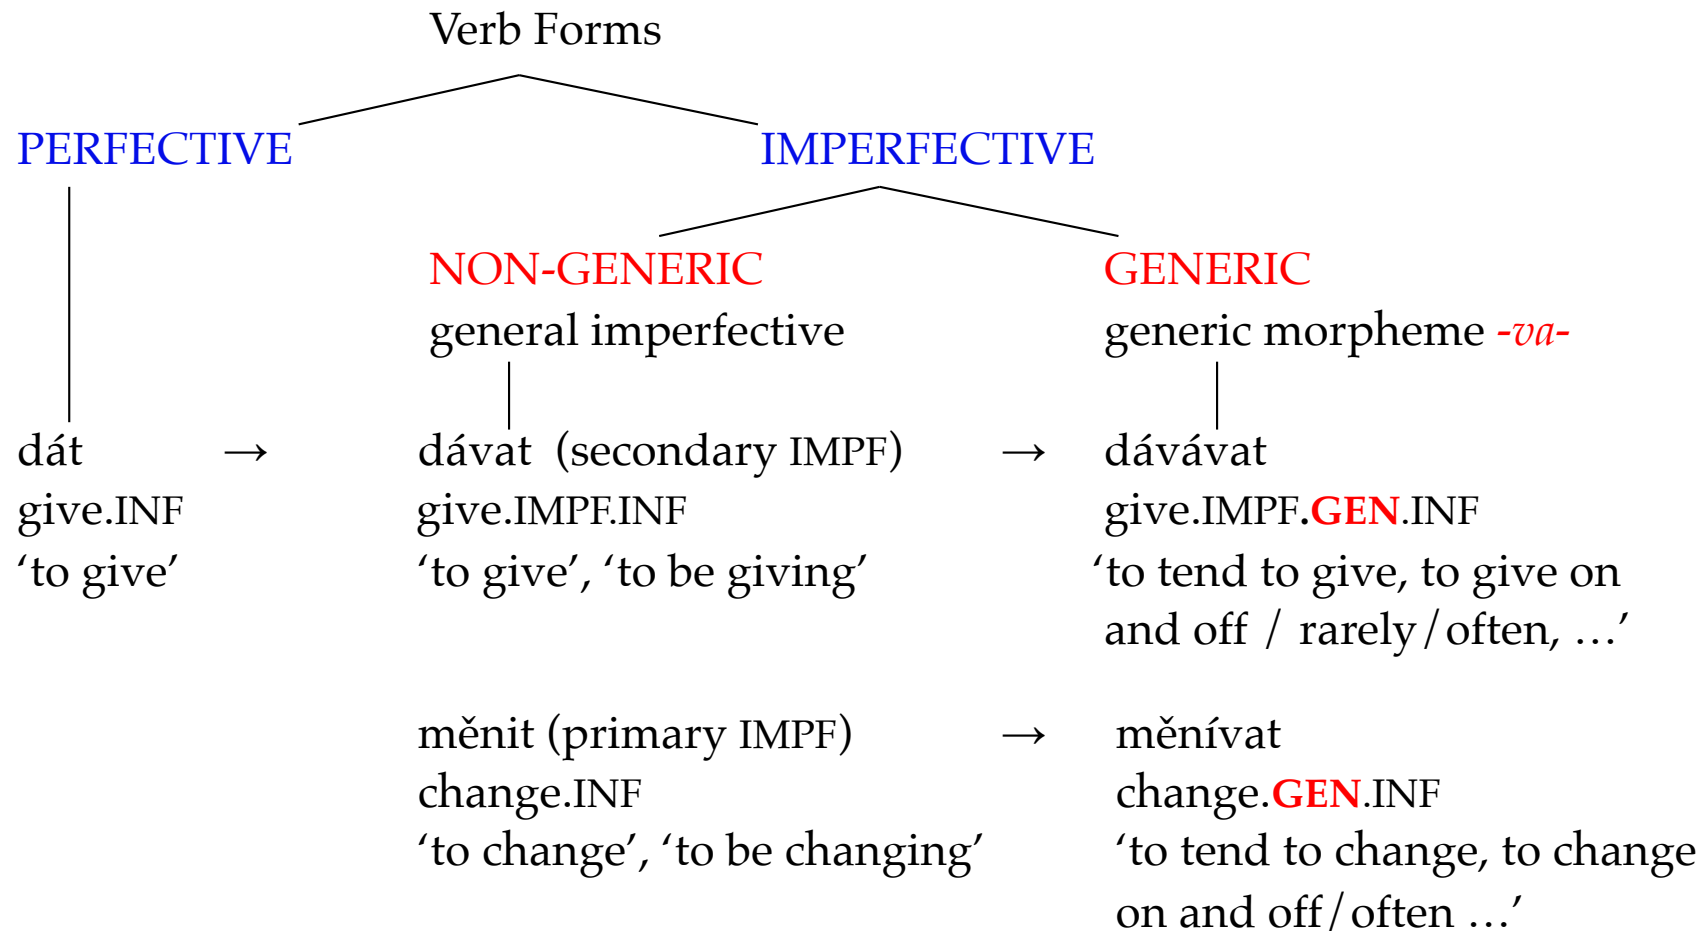 Verb Forms
PERFECTIVE IMPERFECTIVE
NON-GENERIC GENERIC
general imperfective generic morpheme -va-
dát → dávat (secondary IMPF) → dávávat
give.INF give.IMPF.INF give.IMPF.GEN.INF
‘to give’ ‘to give’, ‘to be giving’ ‘to tend to give, to give on
and off / rarely/often, …’
měnit (primary IMPF) → měnívat
change.INF change.GEN.INF
‘to change’, ‘to be changing’ ‘to tend to change, to change
on and off/often …’